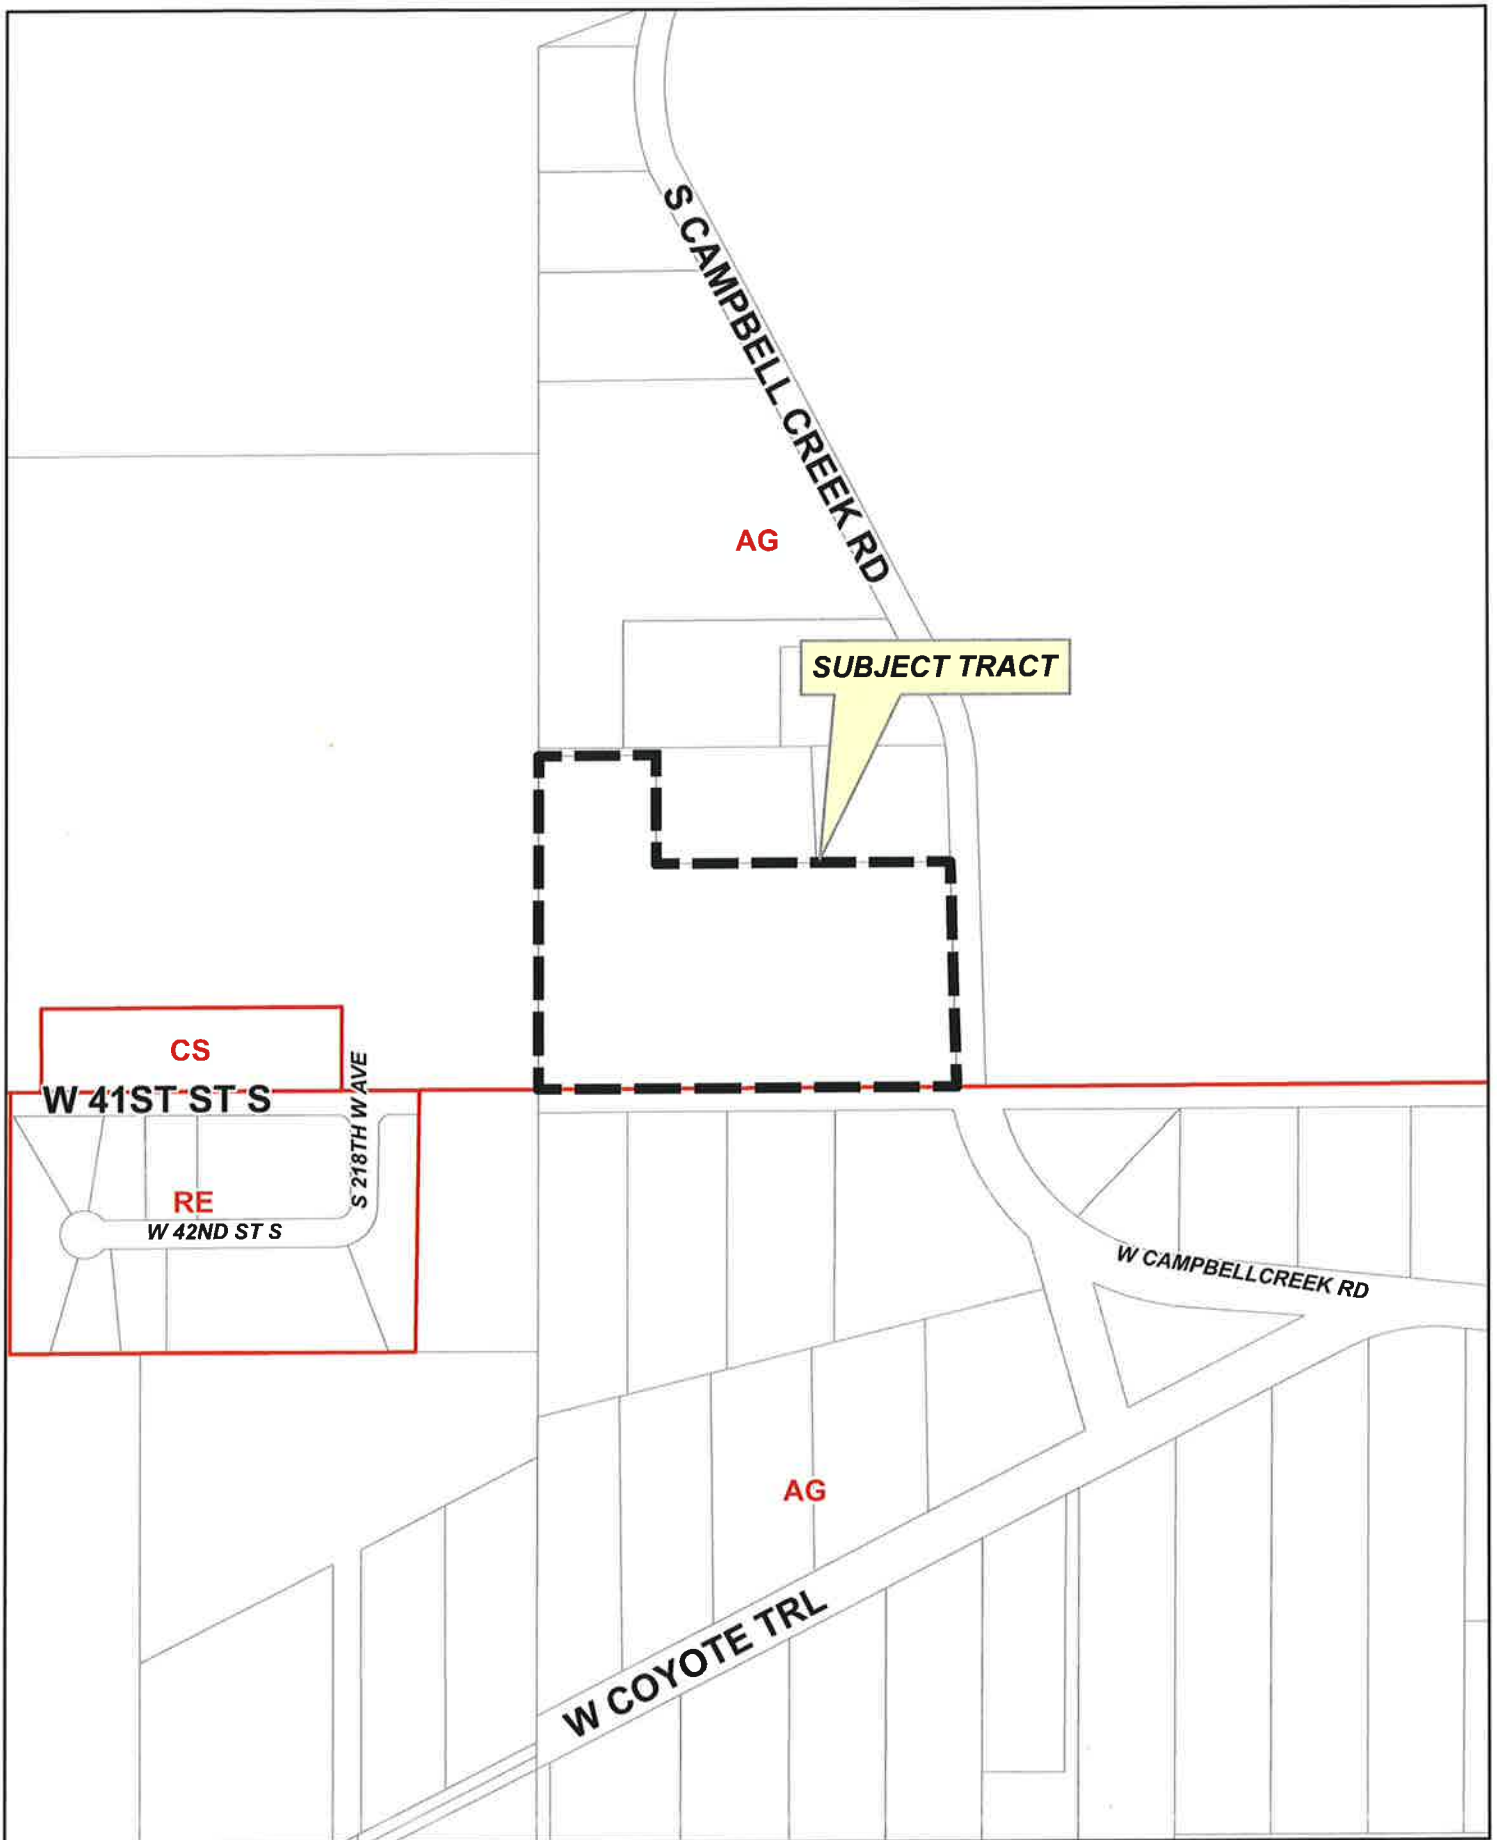 S CAMPBELL CREEK RD
AG
SUBJECT TRACT
CS
W 41ST ST S
S 218TH W AVE
RE
W 42ND ST S
W CAMPBELLCREEK RD
AG
W COYOTE TRL